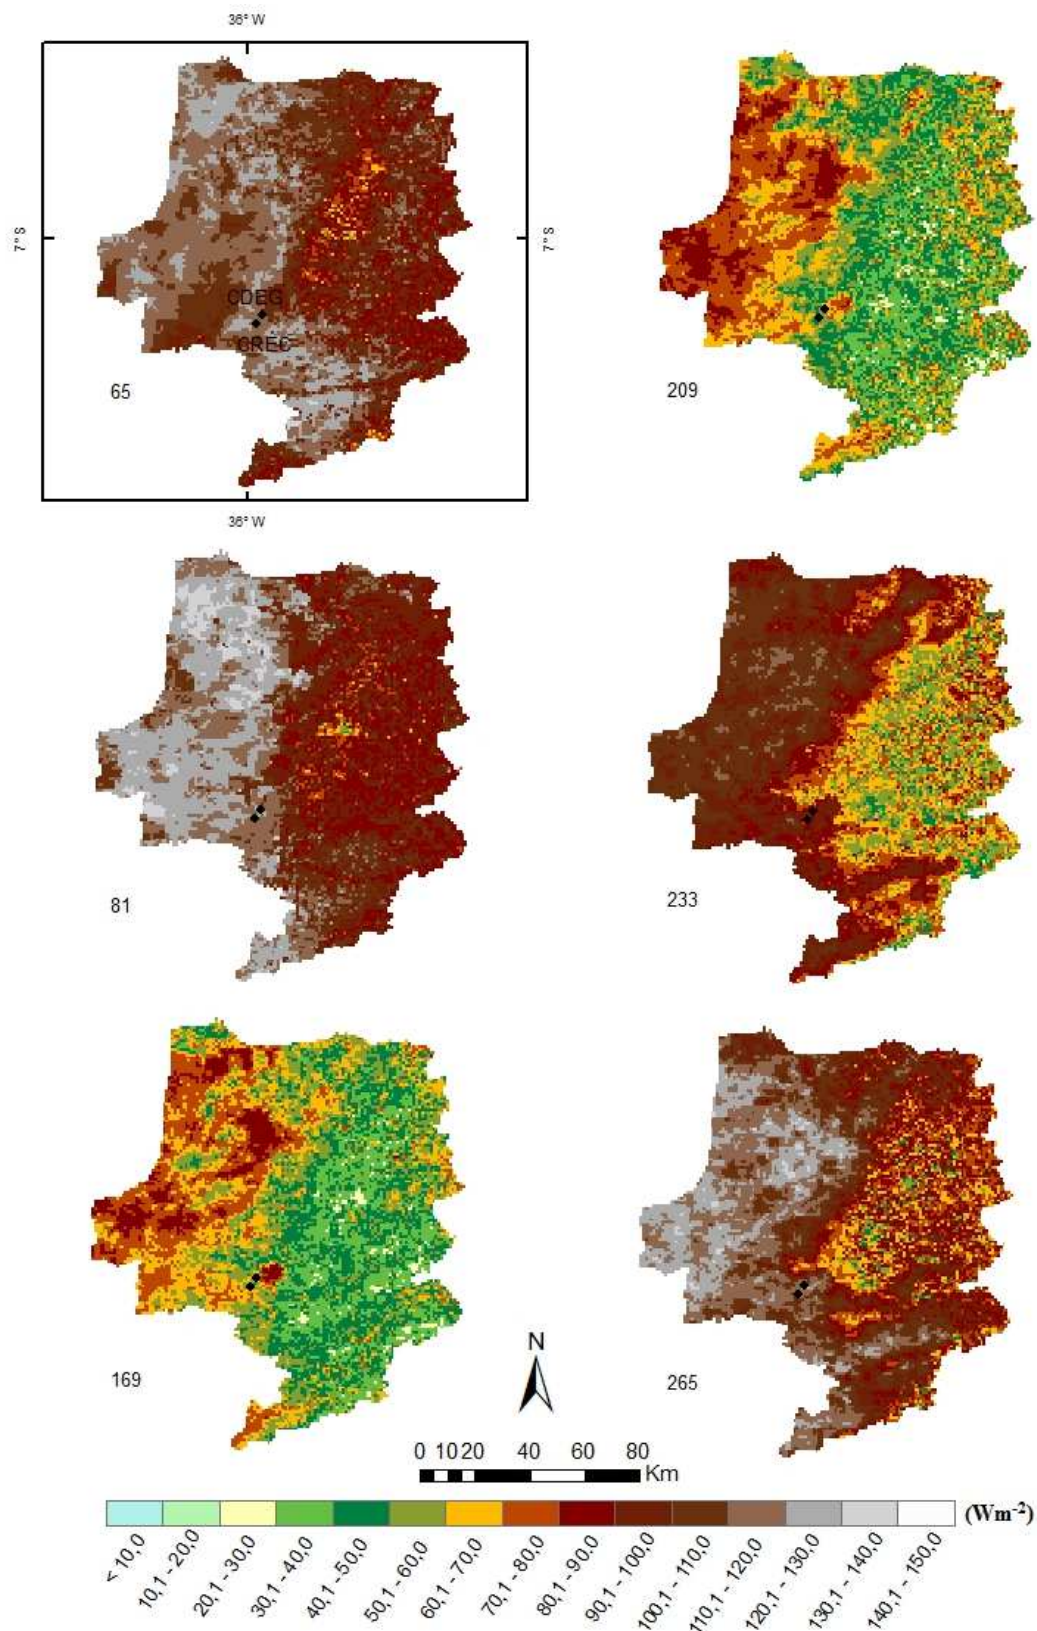 36° W
7° S
7° S
CDEG
CREC
65
209
36° W
81
233
169
265
N
0 10 20 40 60 80
Km
(Wm-2)
< 10,0
10,1 - 20,0
20,1 - 30,0
30,1 - 40,0
40,1 - 50,0
50,1 - 60,0
60,1 - 70,0
70,1 - 80,0
80,1 - 90,0
90,1 - 100,0
100,1 - 110,0
110,1 - 120,0
120,1 - 130,0
130,1 - 140,0
140,1 - 150,0